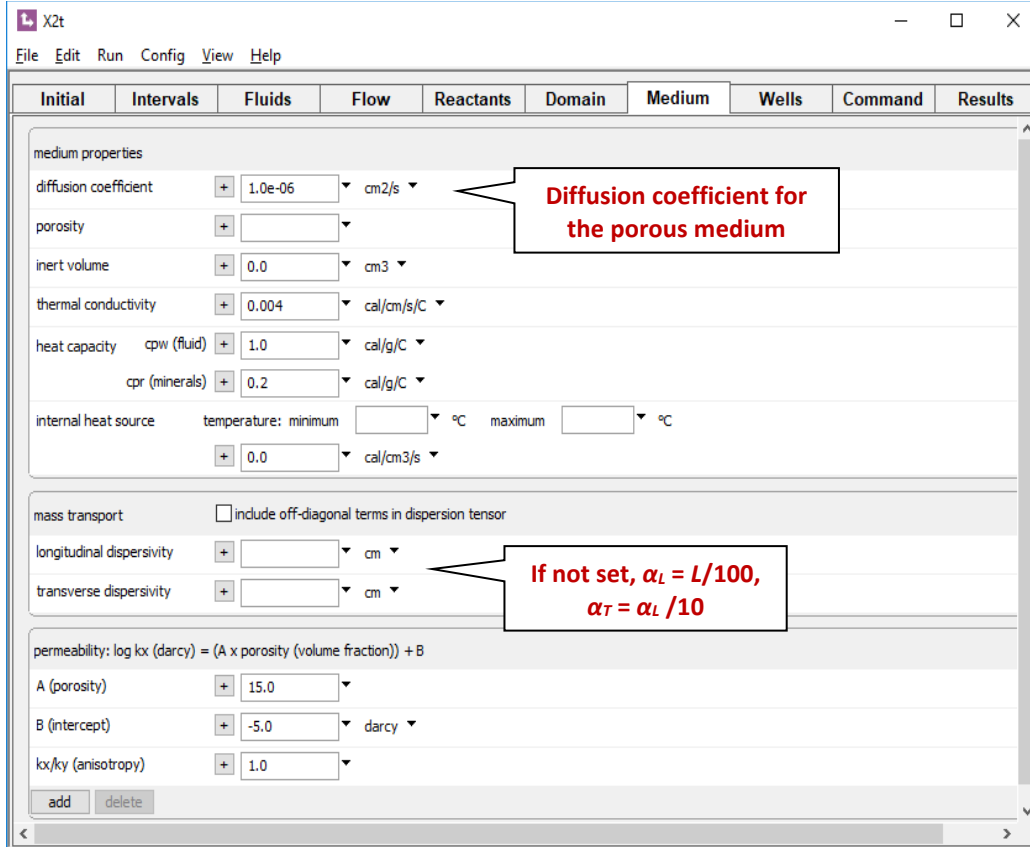 X2t
File Edit Run Config View Help
Initial Intervals Fluids Flow Reactants Domain Medium Wells Command Results
medium properties
diffusion coefficient + 1.0e-06 cm2/s
Diffusion coefficient for
the porous medium
porosity +
inert volume + 0.0 cm3
thermal conductivity + 0.004 cal/cm/s/C
heat capacity cpw (fluid) + 1.0 cal/g/C
cpr (minerals) + 0.2 cal/g/C
internal heat source temperature: minimum ºC maximum ºC
+ 0.0 cal/cm3/s
mass transport include off-diagonal terms in dispersion tensor
longitudinal dispersivity + cm
transverse dispersivity + cm
If not set, αL = L/100,
αT = αL /10
permeability: log kx (darcy) = (A x porosity (volume fraction)) + B
A (porosity) + 15.0
B (intercept) + -5.0 darcy
kx/ky (anisotropy) + 1.0
add delete